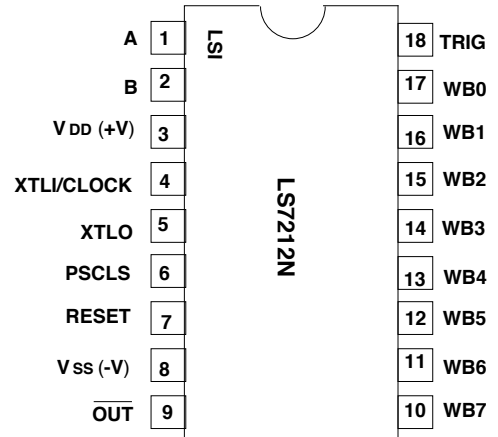 A 1 LSI 18 TRIG
B 2 17 WB0
VDD (+V) 3 16 WB1
XTLI/CLOCK 4 15 WB2
XTLO 5 14 WB3
PSCLS 6 13 WB4
RESET 7 12 WB5
VSS (-V) 8 11 WB6
OUT 9 10 WB7
LS7212N